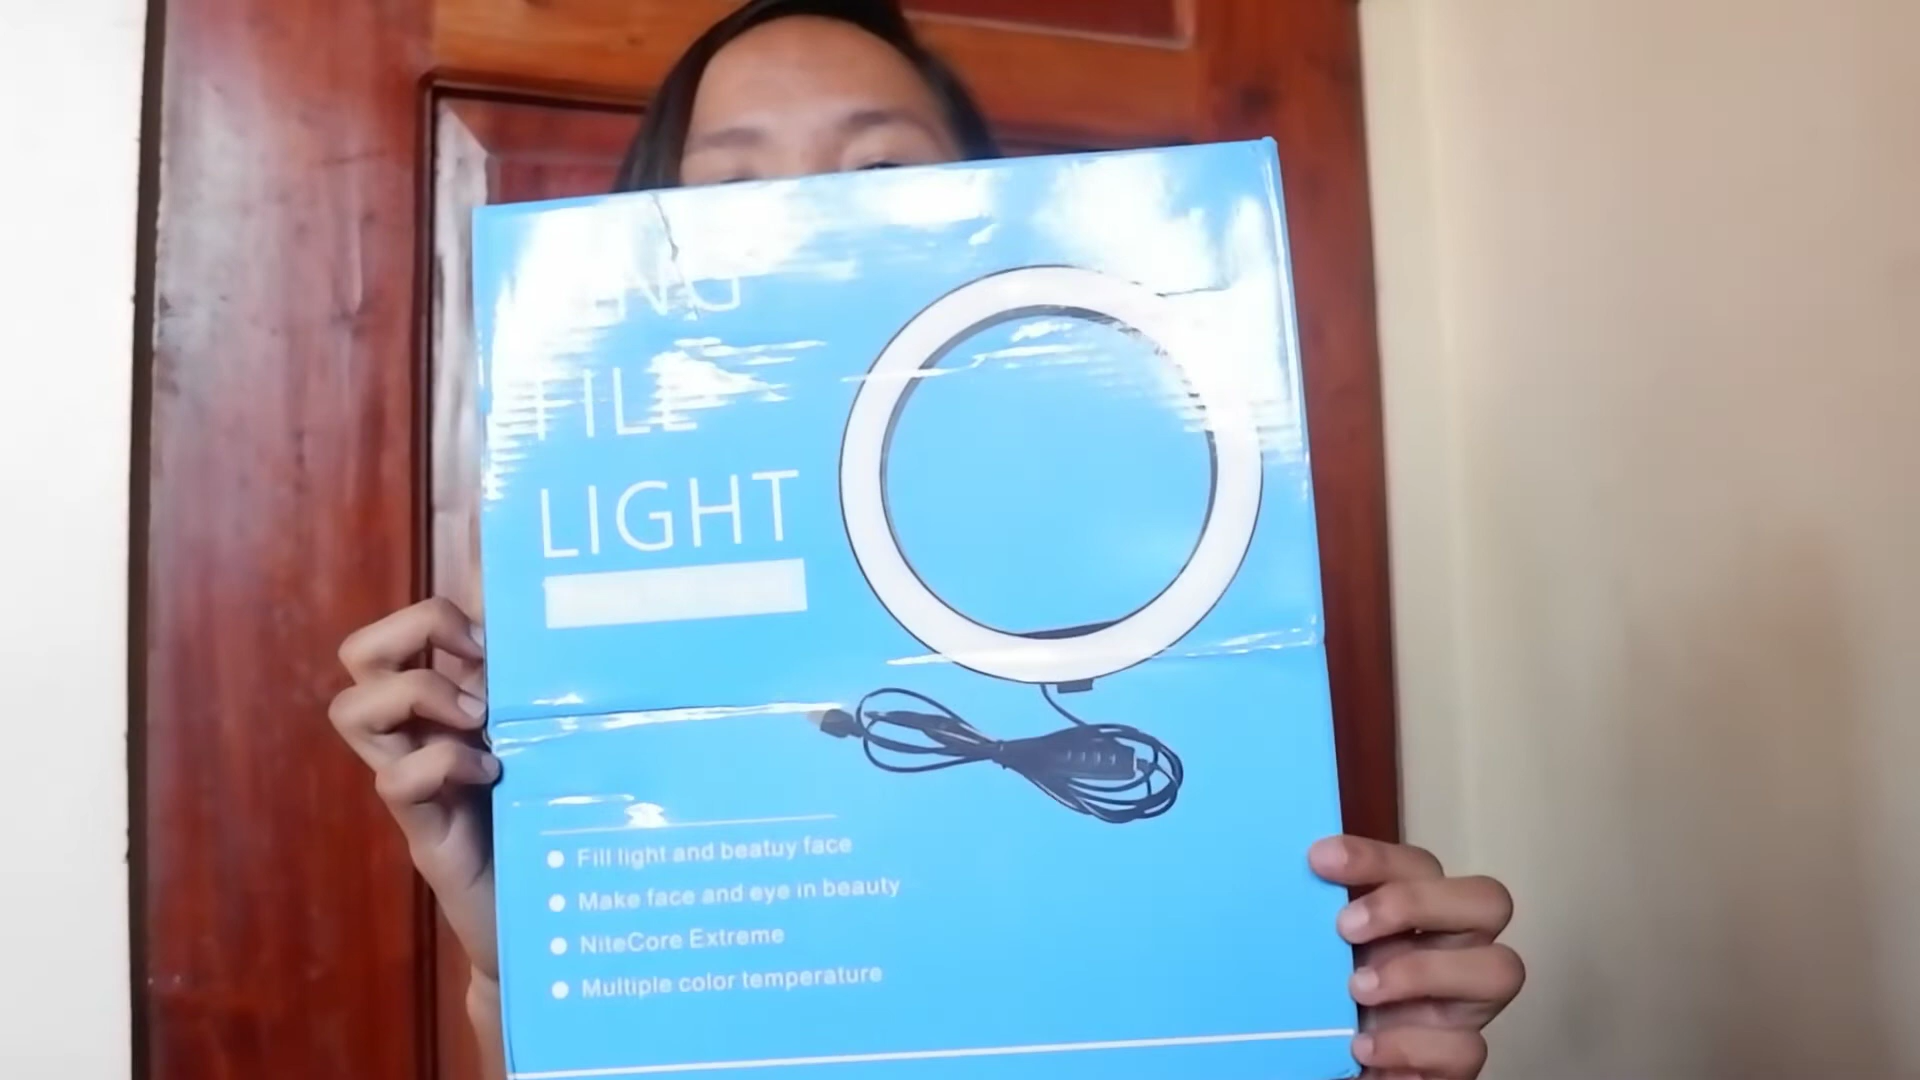 FILL
LIGHT
Fill light and beatuy face
Make face and eye in beauty
NiteCore Extreme
Multiple color temperature